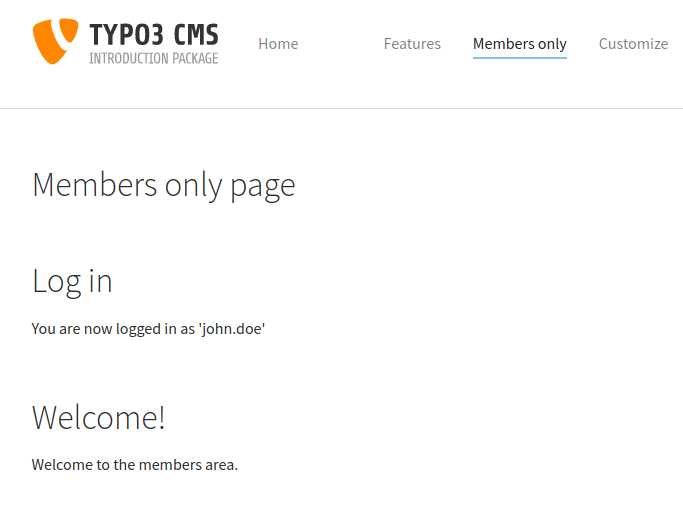 TYPO3 CMS
INTRODUCTION PACKAGE
Home Features Members only Customize
Members only page
Log in
You are now logged in as 'john.doe'
Welcome!
Welcome to the members area.